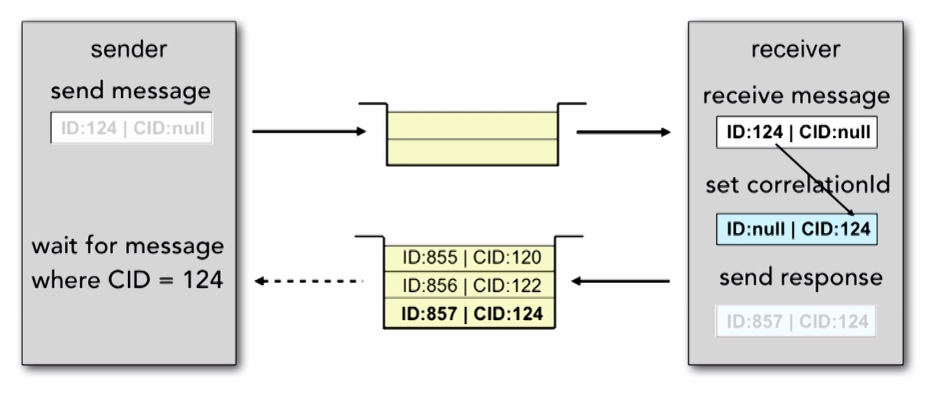 sender
send message
ID:124 | CID:null
wait for message
where CID = 124
ID:855 | CID:120
ID:856 | CID:122
ID:857 | CID:124
receiver
receive message
ID:124 | CID:null
set correlationId
ID:null | CID:124
send response
ID:857 | CID:124